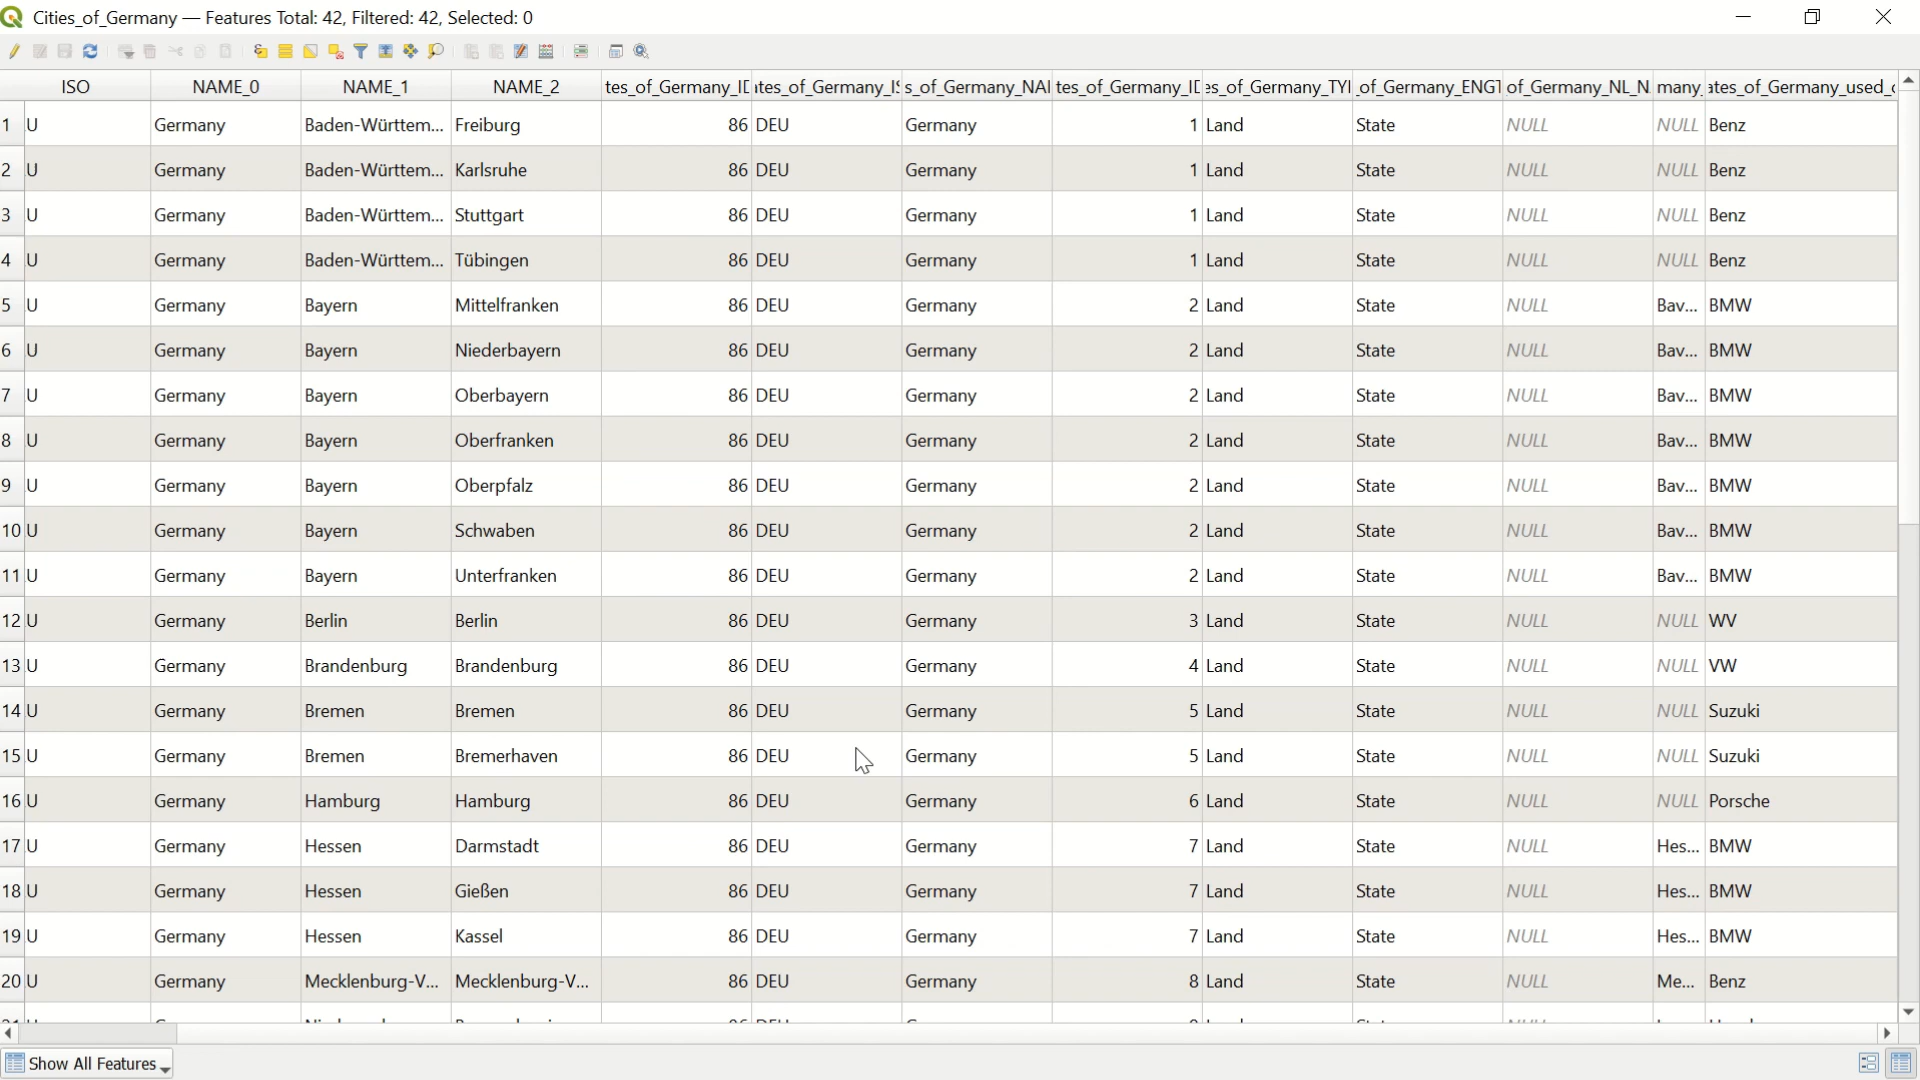 Cities_of_Germany — Features Total: 42, Filtered: 42, Selected: 0
ISO NAME_0 NAME_1 NAME_2 tes_of_Germany_ID ates_of_Germany_IS s_of_Germany_NAI tes_of_Germany_ID es_of_Germany_TYI _of_Germany_ENGT of_Germany_NL_N. many_ ates_of_Germany_used_c
1 U Germany Baden-Württem... Freiburg 86 DEU Germany 1 Land State NULL NULL Benz
2 U Germany Baden-Württem... Karlsruhe 86 DEU Germany 1 Land State NULL NULL Benz
3 U Germany Baden-Württem... Stuttgart 86 DEU Germany 1 Land State NULL NULL Benz
4 U Germany Baden-Württem... Tübingen 86 DEU Germany 1 Land State NULL NULL Benz
5 U Germany Bayern Mittelfranken 86 DEU Germany 2 Land State NULL Bav... BMW
6 U Germany Bayern Niederbayern 86 DEU Germany 2 Land State NULL Bav... BMW
7 U Germany Bayern Oberbayern 86 DEU Germany 2 Land State NULL Bav... BMW
8 U Germany Bayern Oberfranken 86 DEU Germany 2 Land State NULL Bav... BMW
9 U Germany Bayern Oberpfalz 86 DEU Germany 2 Land State NULL Bav... BMW
10 U Germany Bayern Schwaben 86 DEU Germany 2 Land State NULL Bav... BMW
11 U Germany Bayern Unterfranken 86 DEU Germany 2 Land State NULL Bav... BMW
12 U Germany Berlin Berlin 86 DEU Germany 3 Land State NULL NULL WV
13 U Germany Brandenburg Brandenburg 86 DEU Germany 4 Land State NULL NULL VW
14 U Germany Bremen Bremen 86 DEU Germany 5 Land State NULL NULL Suzuki
15 U Germany Bremen Bremerhaven 86 DEU Germany 5 Land State NULL NULL Suzuki
16 U Germany Hamburg Hamburg 86 DEU Germany 6 Land State NULL NULL Porsche
17 U Germany Hessen Darmstadt 86 DEU Germany 7 Land State NULL Hes... BMW
18 U Germany Hessen Gießen 86 DEU Germany 7 Land State NULL Hes... BMW
19 U Germany Hessen Kassel 86 DEU Germany 7 Land State NULL Hes... BMW
20 U Germany Mecklenburg-V... Mecklenburg-V... 86 DEU Germany 8 Land State NULL Me... Benz
Show All Features